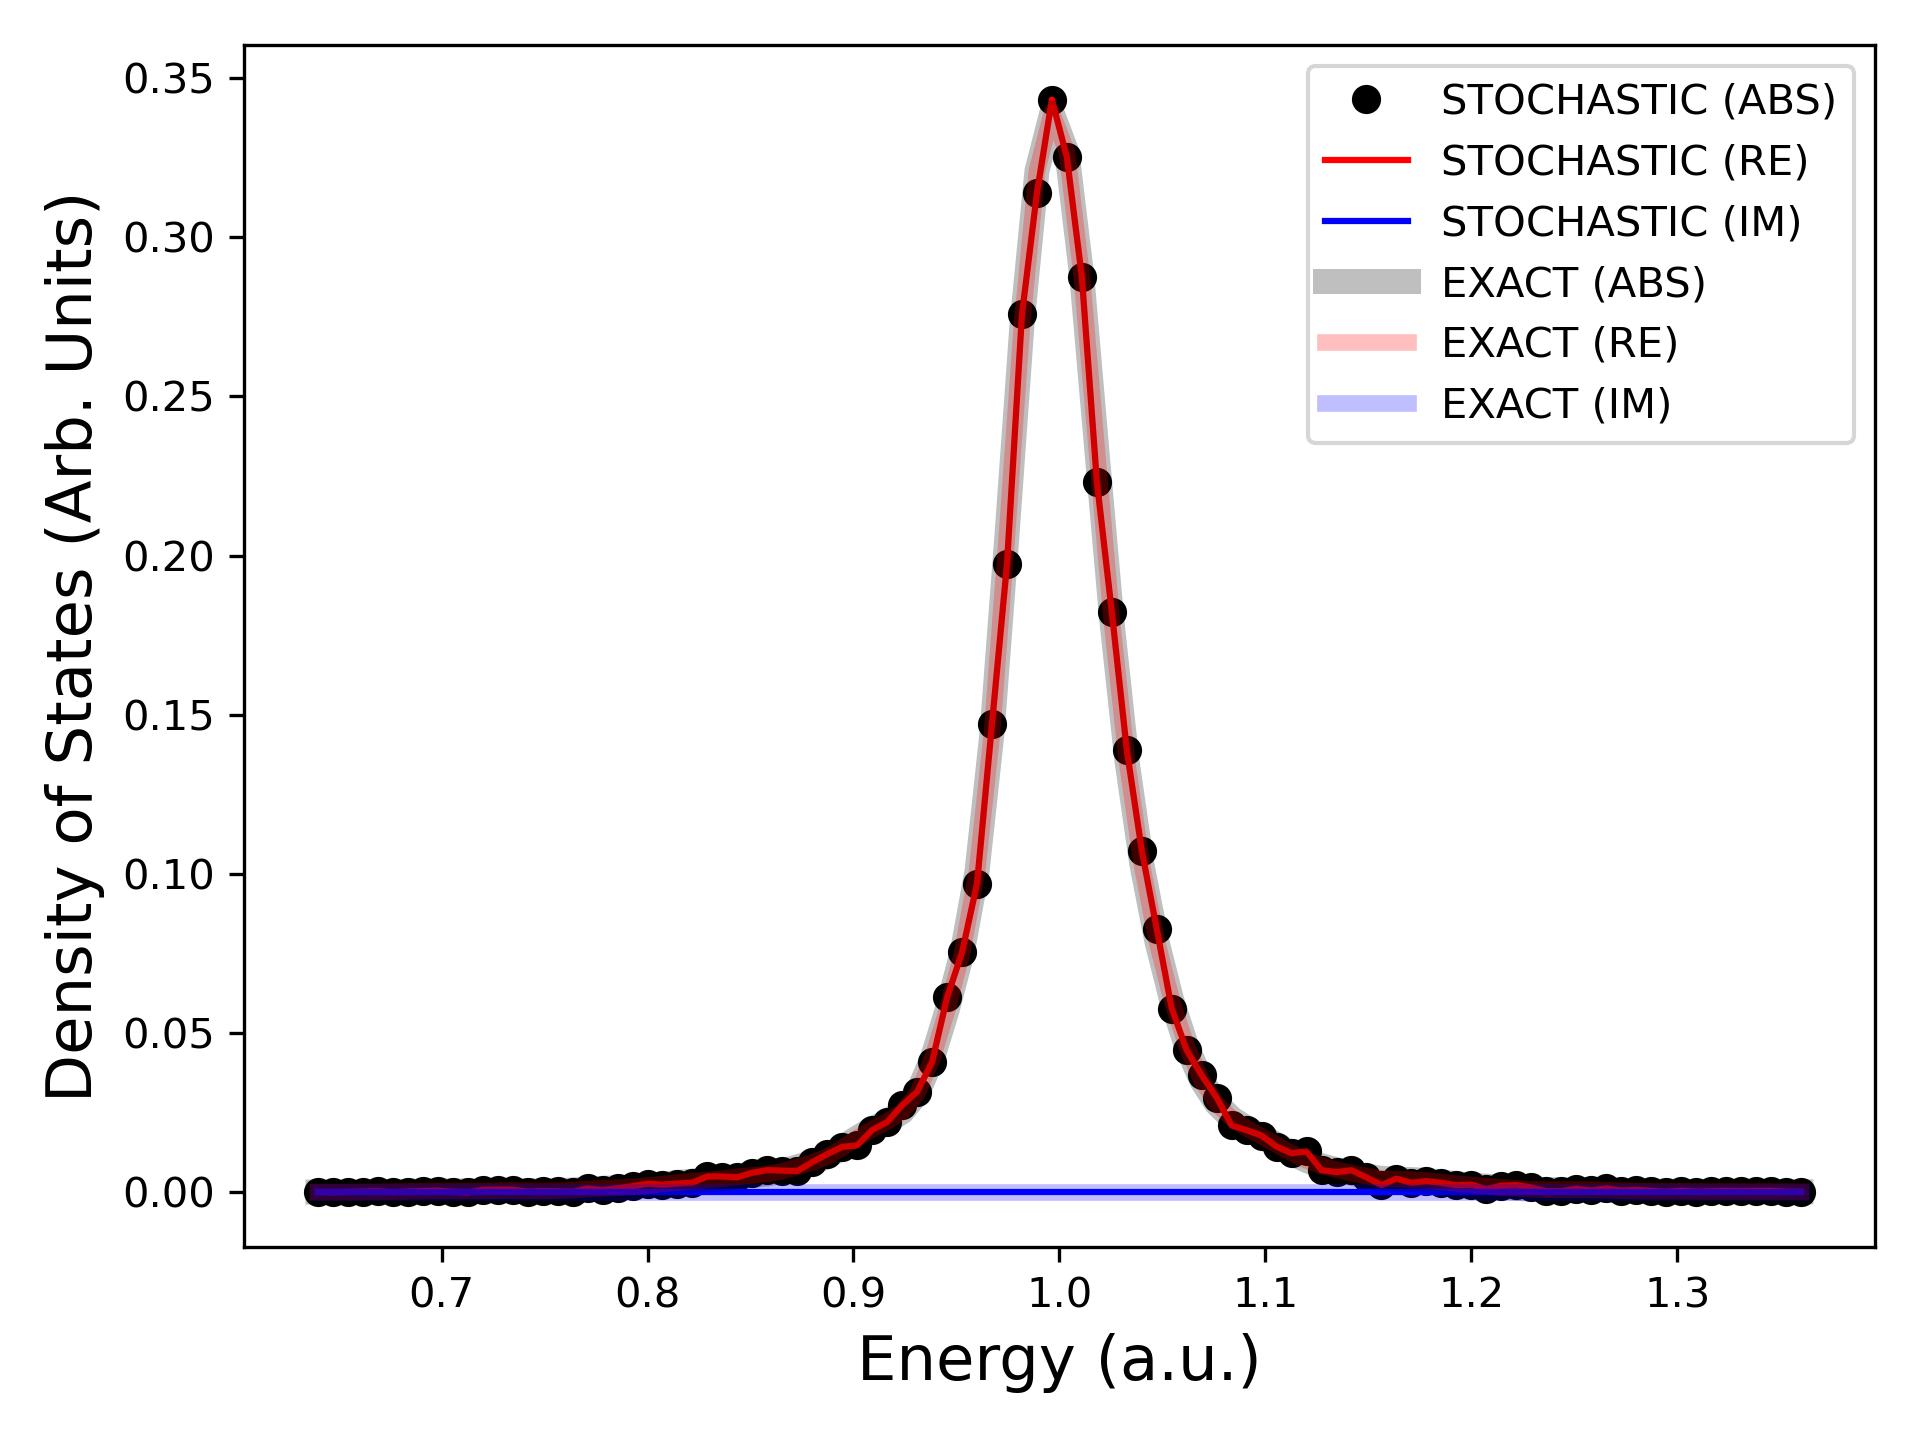 0.35
0.30
0.25
0.20
0.15
0.10
0.05
0.00
Density of States (Arb. Units)
STOCHASTIC (ABS)
STOCHASTIC (RE)
STOCHASTIC (IM)
EXACT (ABS)
EXACT (RE)
EXACT (IM)
0.7 0.8 0.9 1.0 1.1 1.2 1.3
Energy (a.u.)